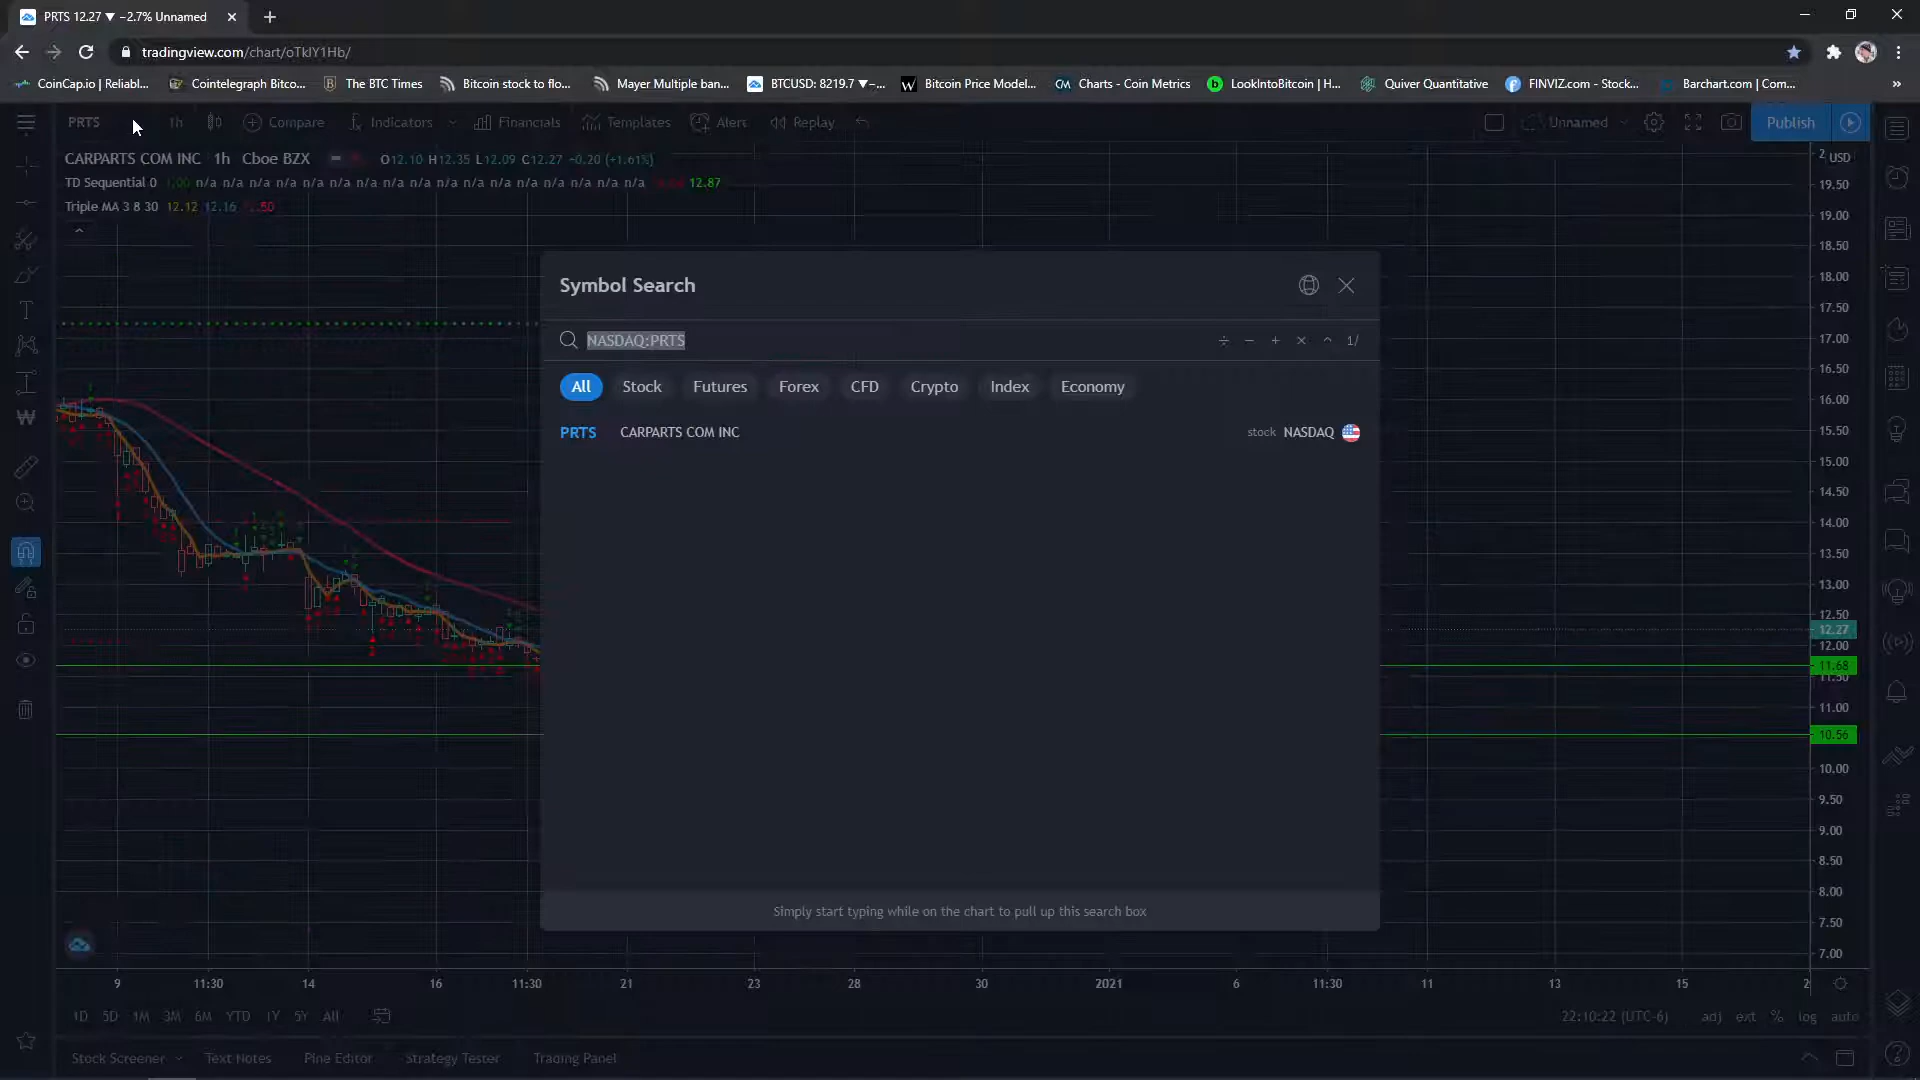 PRTS 12.27 ▼ −2.7% Unnamed
tradingview.com/chart/oTkIY1Hb/
CoinCap.io | Reliabl... Cointelegraph Bitco... The BTC Times Bitcoin stock to flo... Mayer Multiple ban... BTCUSD: 8219.7 ▼−... Bitcoin Price Model... Charts - Coin Metrics LookIntoBitcoin | H... Quiver Quantitative FINVIZ.com - Stock... Barchart.com | Com... »
PRTS 1h Compare Indicators Financials Templates Alert Replay Unnamed Publish
CARPARTS COM INC 1h Cboe BZX O12.10 H12.35 L12.09 C12.27 −0.20 (+1.61%)
TD Sequential 0 1.00 n/a n/a n/a n/a n/a n/a n/a n/a n/a n/a n/a n/a n/a n/a n/a n/a n/a 12.87
Triple MA 3 8 30 12.12 12.16
Symbol Search
NASDAQ:PRTS ÷ − + × ^ 1/
All Stock Futures Forex CFD Crypto Index Economy
PRTS CARPARTS COM INC stock NASDAQ
Simply start typing while on the chart to pull up this search box
USD
19.50
19.00
18.50
18.00
17.50
17.00
16.50
16.00
15.50
15.00
14.50
14.00
13.50
13.00
12.50
12.27
12.00
11.68
11.50
11.00
10.56
10.00
9.50
9.00
8.50
8.00
7.50
7.00
9 11:30 14 16 11:30 21 23 28 30 2021 6 11:30 11 13 15 2
1D 5D 1M 3M 6M YTD 1Y 5Y All 22:10:22 (UTC-6) adj ext % log auto
Stock Screener Text Notes Pine Editor Strategy Tester Trading Panel